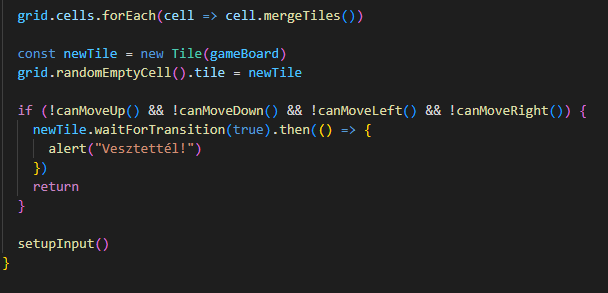 grid.cells.forEach(cell => cell.mergeTiles())
const newTile = new Tile(gameBoard)
grid.randomEmptyCell().tile = newTile
if (!canMoveUp() && !canMoveDown() && !canMoveLeft() && !canMoveRight()) {
newTile.waitForTransition(true).then(() => {
alert("Vesztettél!")
})
return
}
setupInput()
}